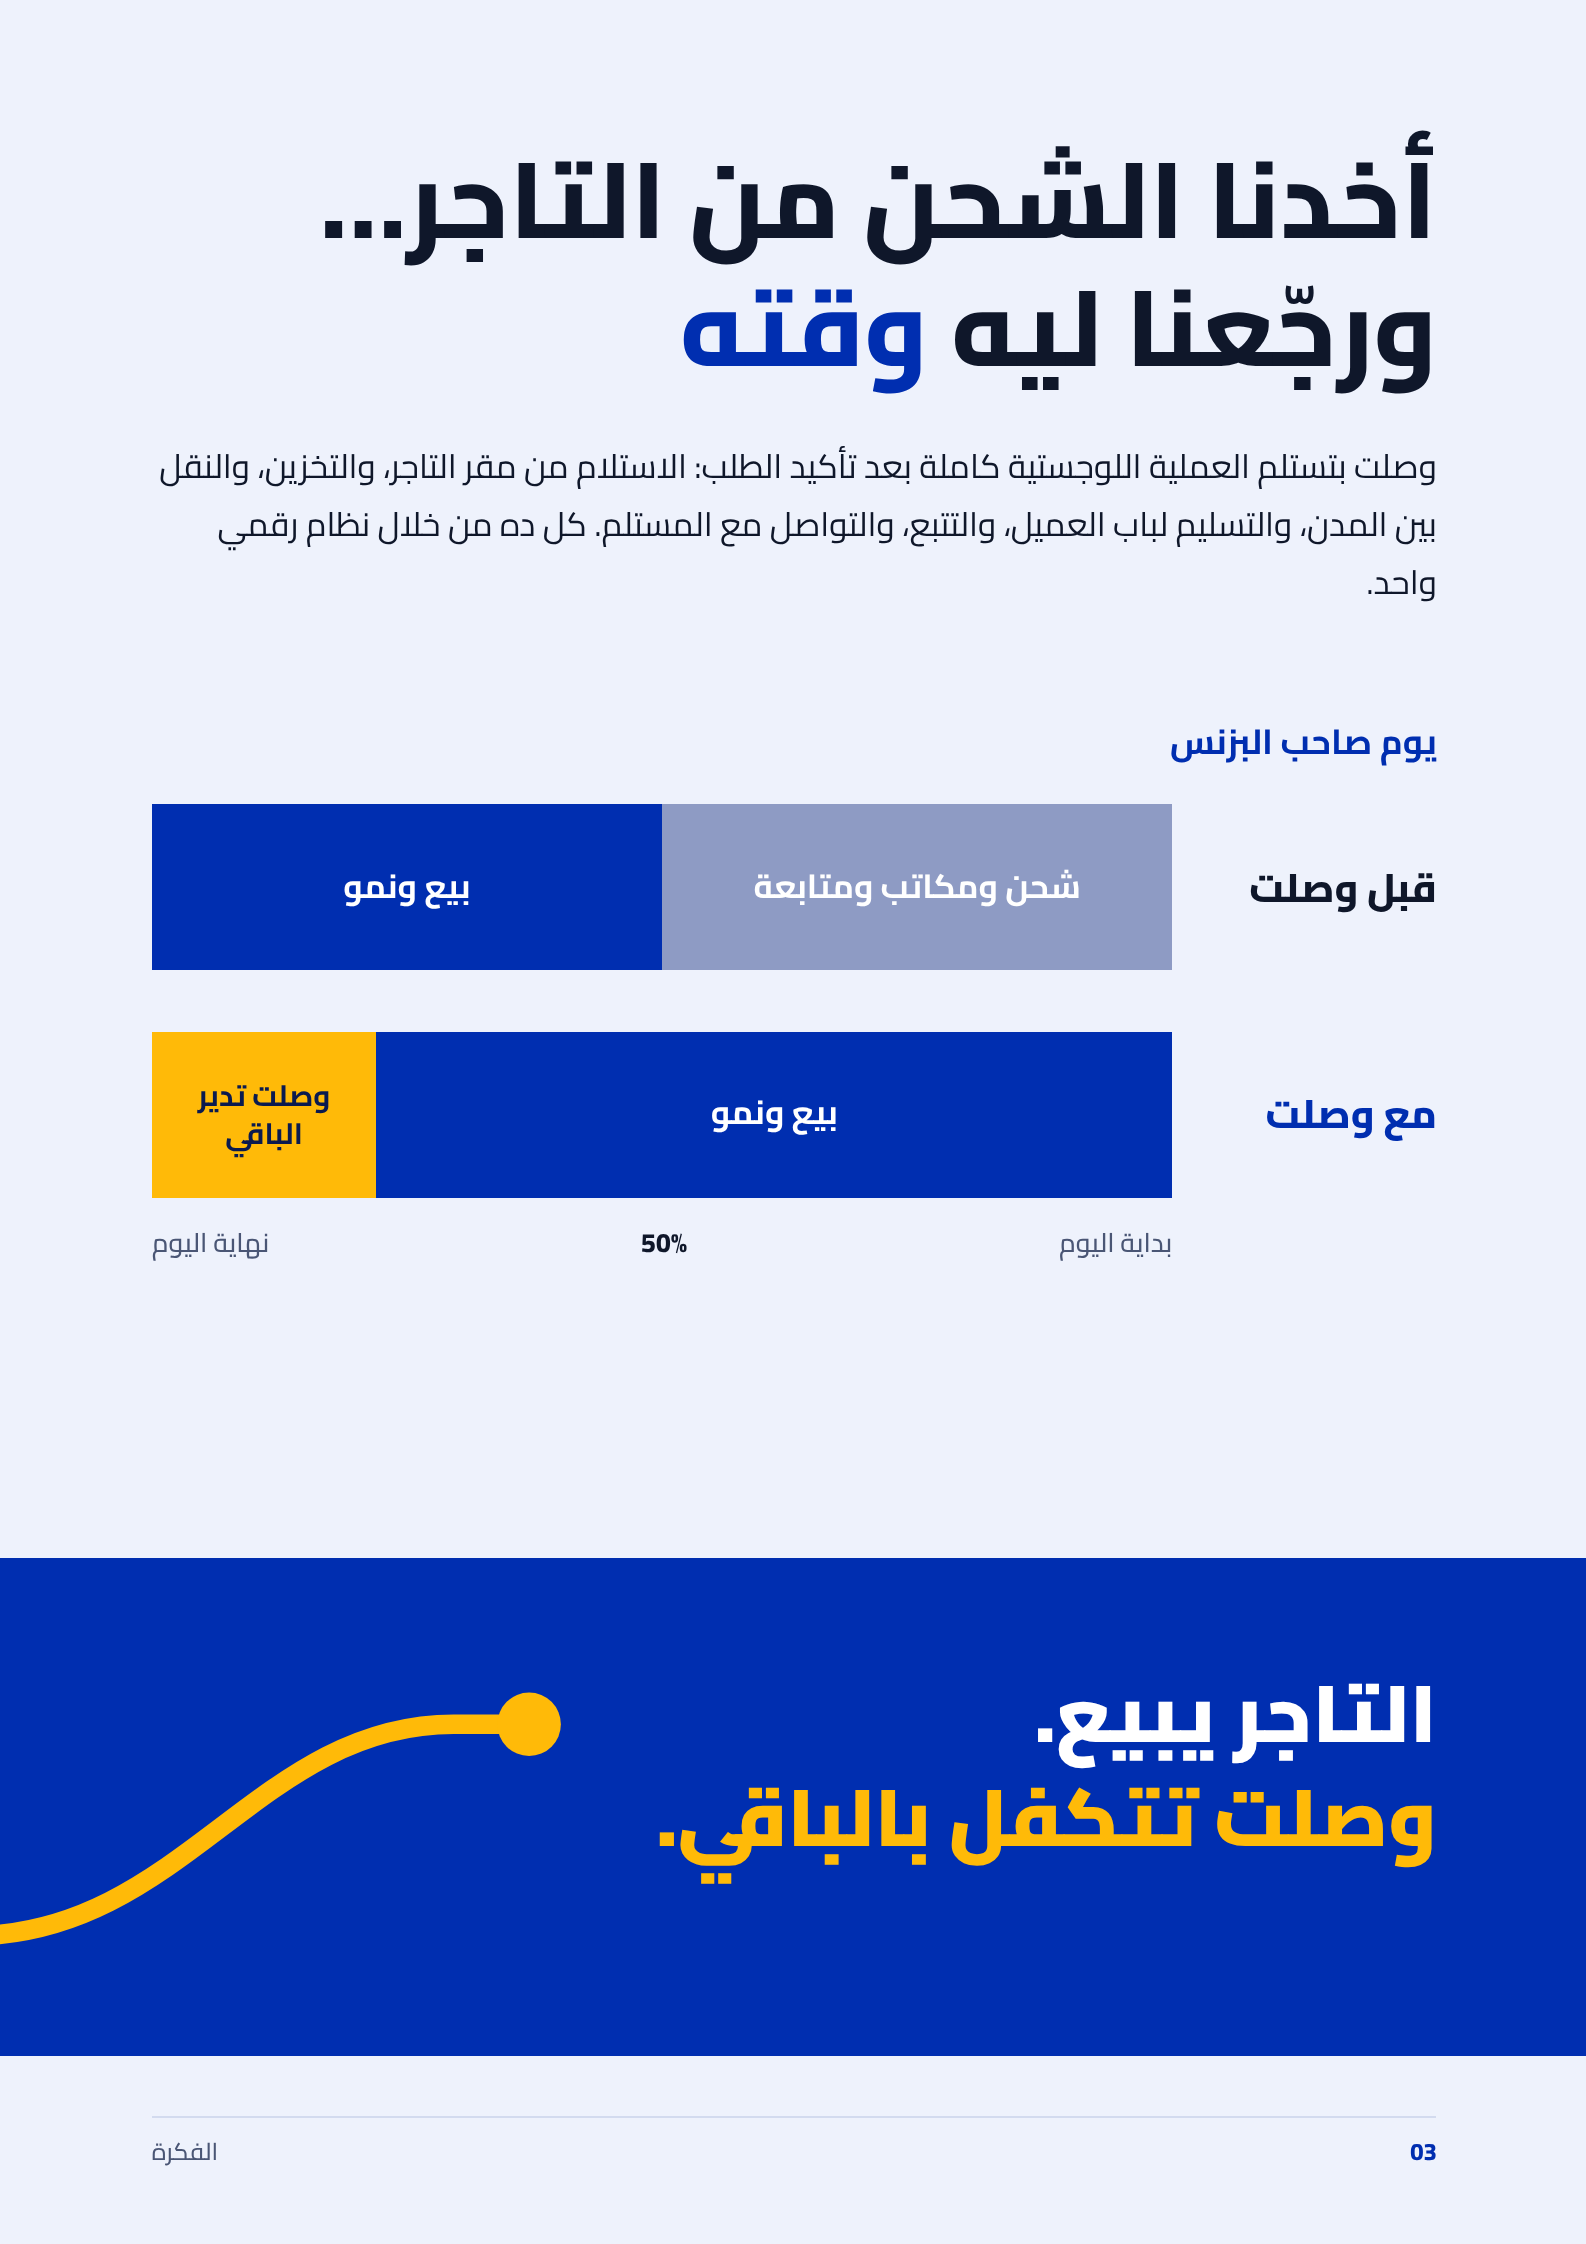 أخدنا الشحن من التاجر...
ورجّعنا ليه وقته
وصلت بتستلم العملية اللوجستية كاملة بعد تأكيد الطلب: الاستلام من مقر التاجر، والتخزين، والنقل
بين المدن، والتسليم لباب العميل، والتتبع، والتواصل مع المستلم. كل ده من خلال نظام رقمي
واحد.
يوم صاحب البزنس
قبل وصلت
شحن ومكاتب ومتابعة
بيع ونمو
مع وصلت
بيع ونمو
وصلت تدير
الباقي
بداية اليوم
50%
نهاية اليوم
التاجر يبيع.
وصلت تتكفل بالباقي.
03
الفكرة